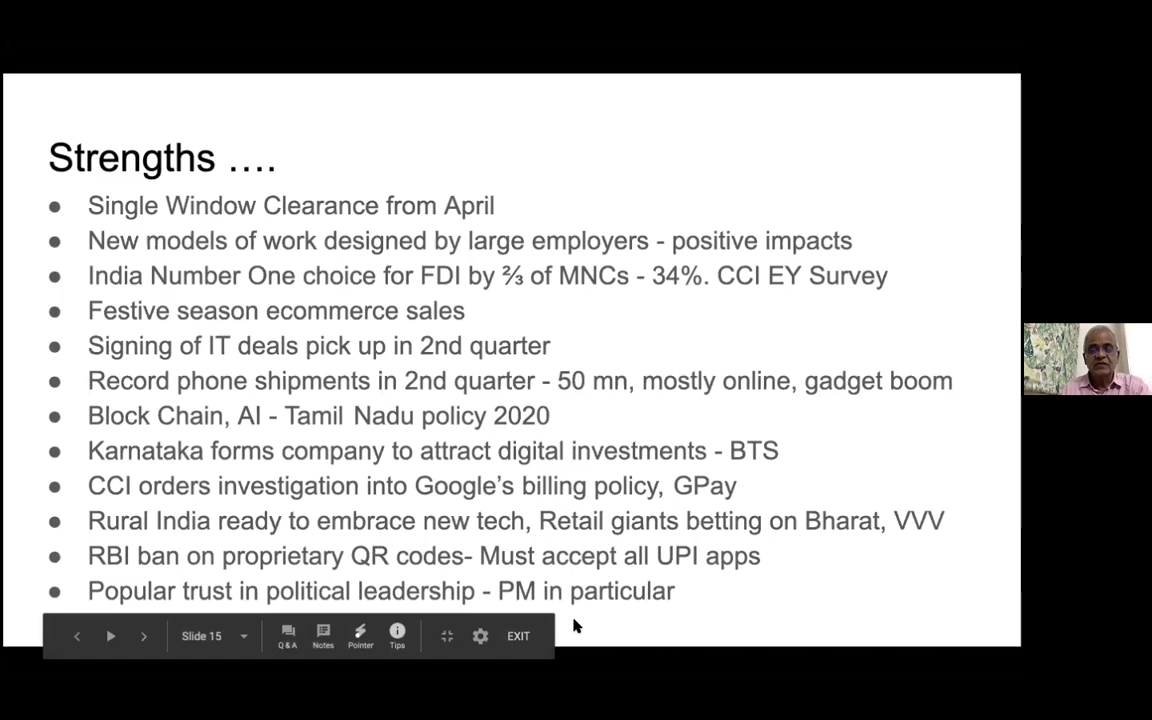 Strengths ….
● Single Window Clearance from April
● New models of work designed by large employers - positive impacts
● India Number One choice for FDI by ⅔ of MNCs - 34%. CCI EY Survey
● Festive season ecommerce sales
● Signing of IT deals pick up in 2nd quarter
● Record phone shipments in 2nd quarter - 50 mn, mostly online, gadget boom
● Block Chain, AI - Tamil Nadu policy 2020
● Karnataka forms company to attract digital investments - BTS
● CCI orders investigation into Google’s billing policy, GPay
● Rural India ready to embrace new tech, Retail giants betting on Bharat, VVV
● RBI ban on proprietary QR codes- Must accept all UPI apps
● Popular trust in political leadership - PM in particular
Slide 15 Q&A Notes Pointer Tips EXIT